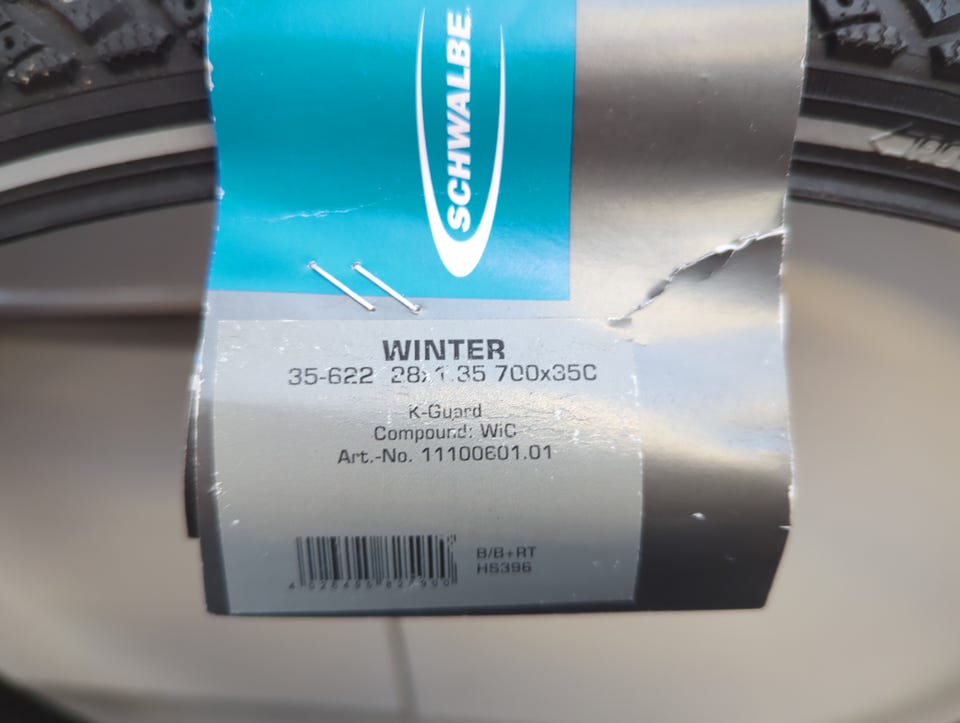 SCHWALBE
WINTER
35-622 28x1.35 700x35C
K-Guard
Compound: WiC
Art.-No. 11100601.01
B/B+RT
HS396